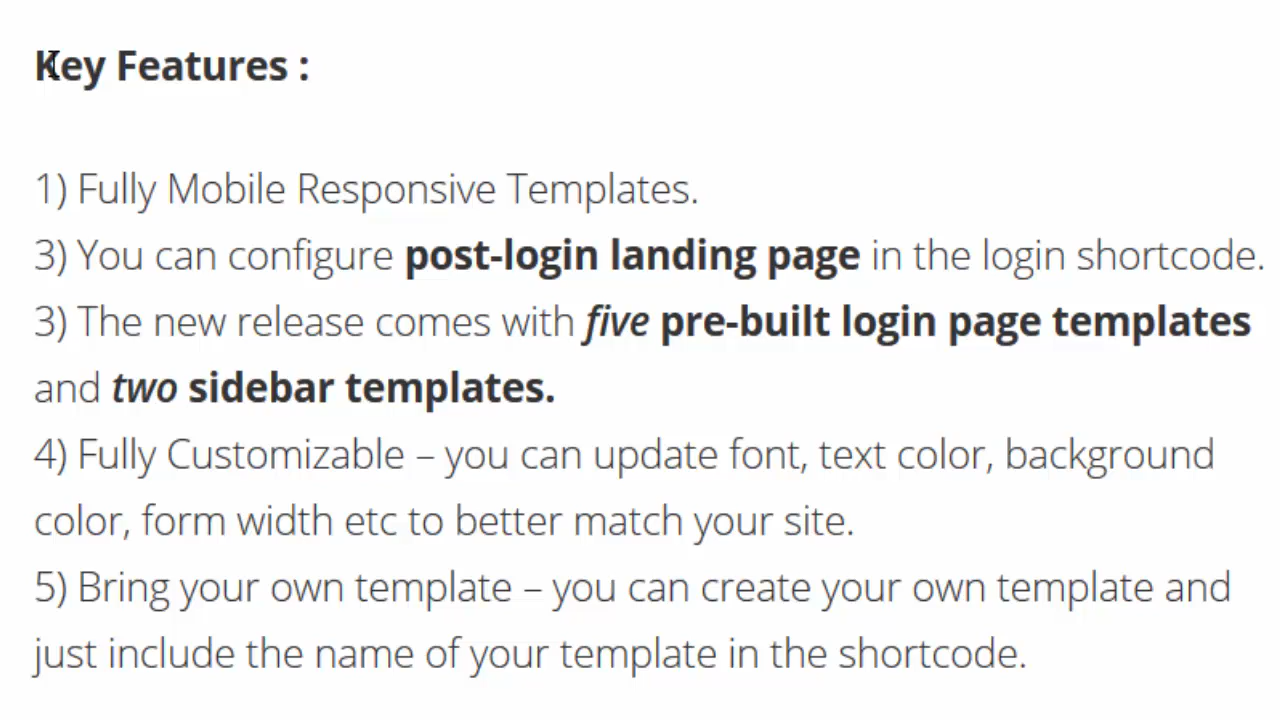 Key Features :
1) Fully Mobile Responsive Templates.
3) You can configure post-login landing page in the login shortcode.
3) The new release comes with five pre-built login page templates
and two sidebar templates.
4) Fully Customizable – you can update font, text color, background
color, form width etc to better match your site.
5) Bring your own template – you can create your own template and
just include the name of your template in the shortcode.